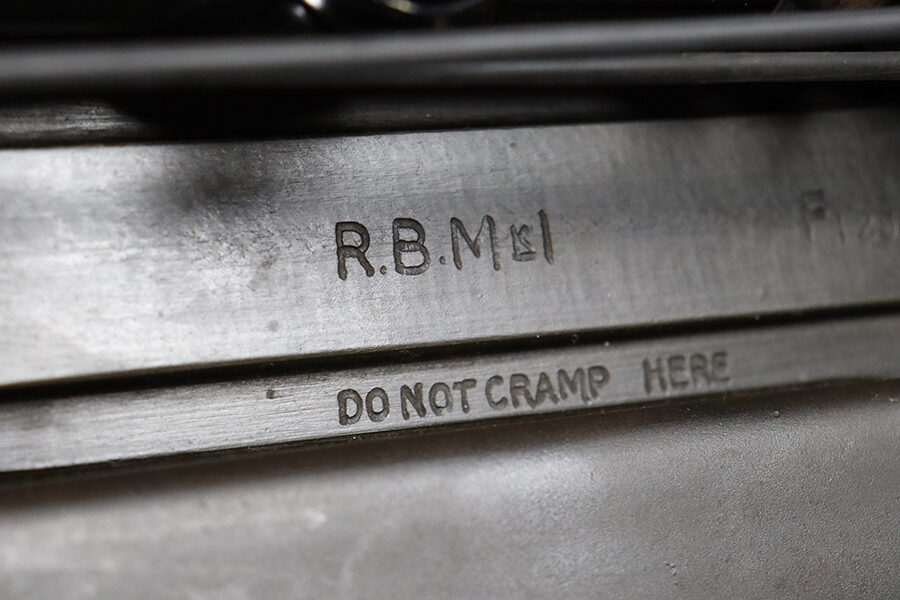 R.B.MkI
DO NOT CRAMP HERE